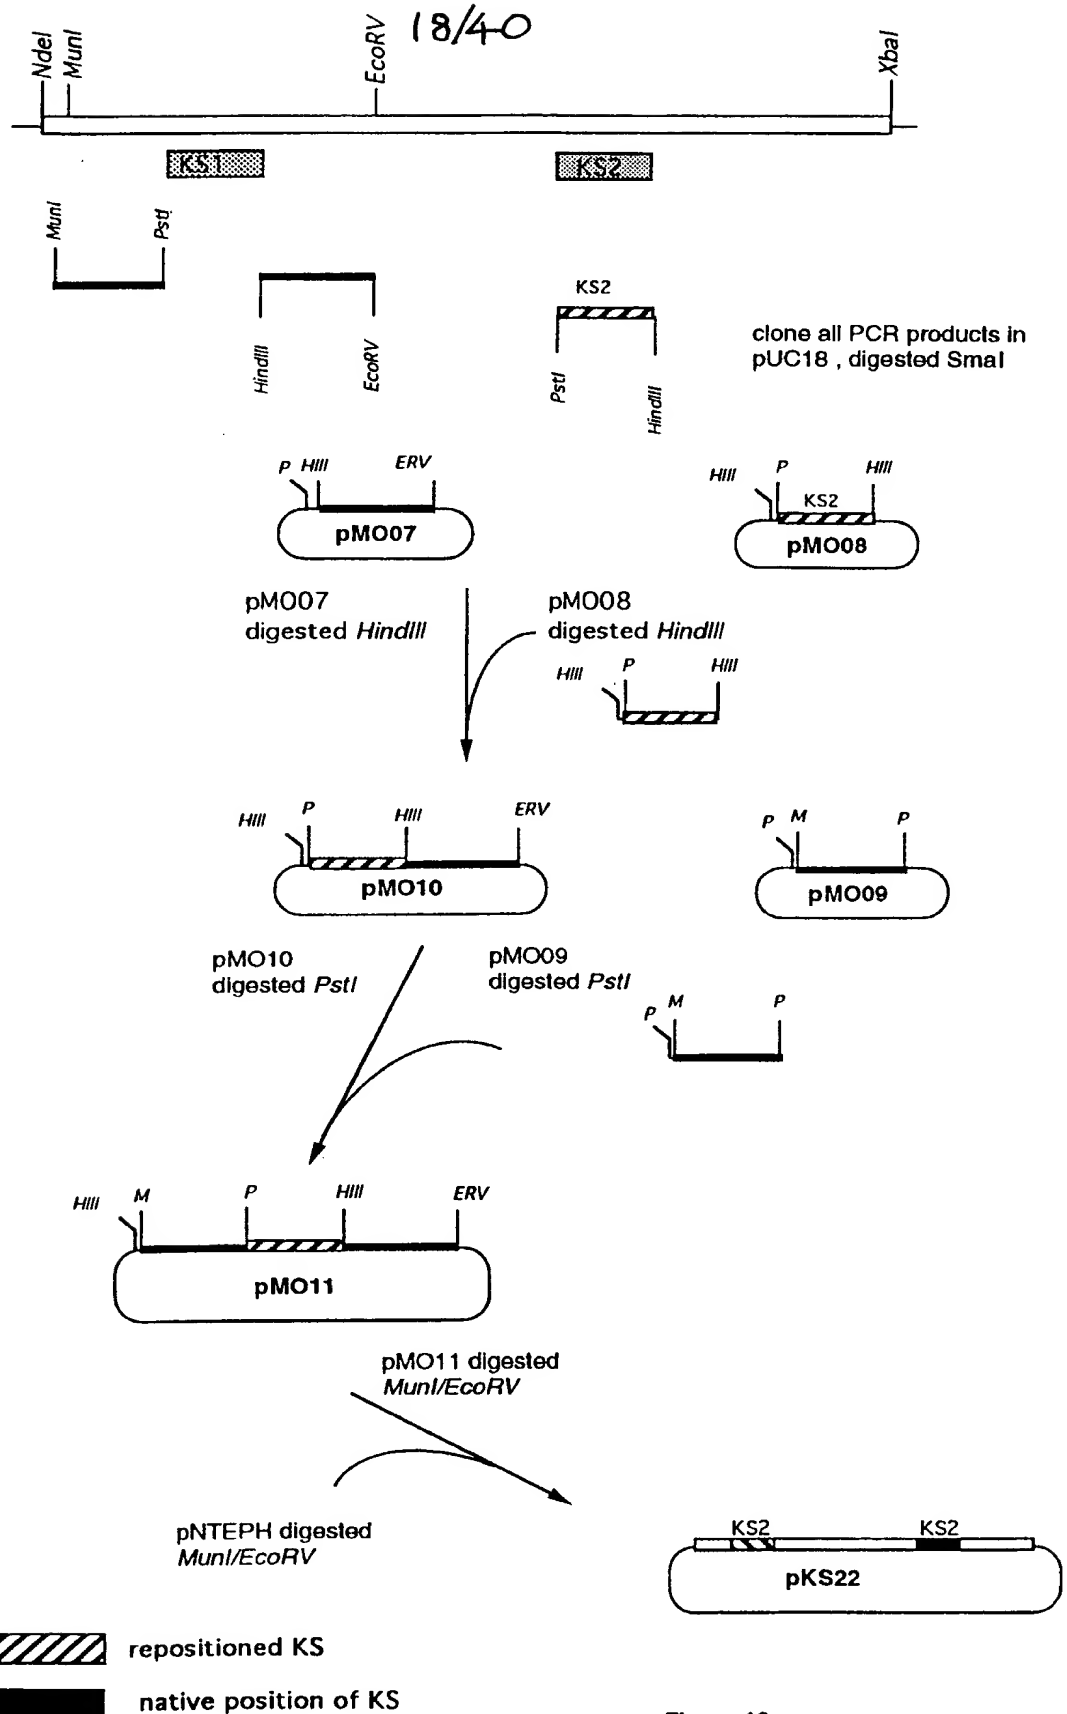 18/40
NdeI
MunI
EcoRV
XbaI
KS1
KS2
MunI
PstI
HindIII
EcoRV
KS2
PstI
HindIII
clone all PCR products in
pUC18 , digested SmaI
P HIII ERV
pMO07
HIII P HIII
KS2
pMO08
pMO07
digested HindIII
pMO08
digested HindIII
HIII P HIII
HIII P HIII ERV
pMO10
P M P
pMO09
pMO10
digested PstI
pMO09
digested PstI
P M P
HIII M P HIII ERV
pMO11
pMO11 digested
MunI/EcoRV
pNTEPH digested
MunI/EcoRV
KS2 KS2
pKS22
repositioned KS
native position of KS